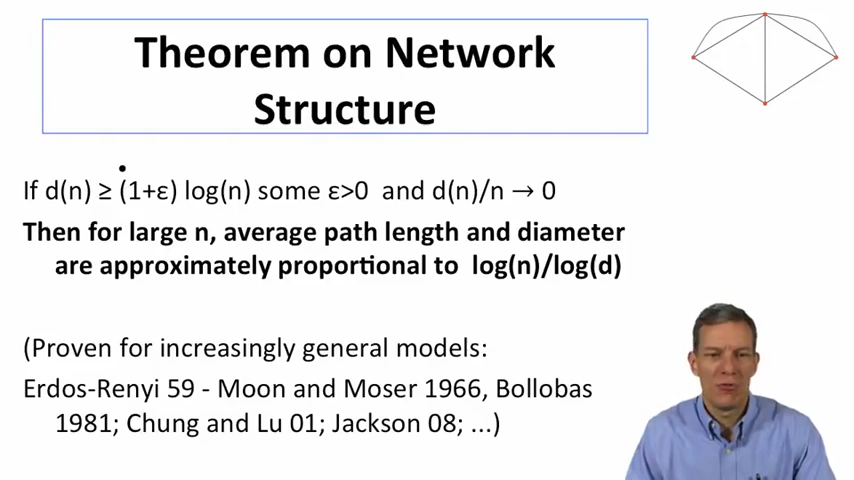 Theorem on Network
Structure
If d(n) ≥ (1+ε) log(n) some ε>0 and d(n)/n → 0
Then for large n, average path length and diameter
are approximately proportional to log(n)/log(d)
(Proven for increasingly general models:
Erdos-Renyi 59 - Moon and Moser 1966, Bollobas
1981; Chung and Lu 01; Jackson 08; ...)